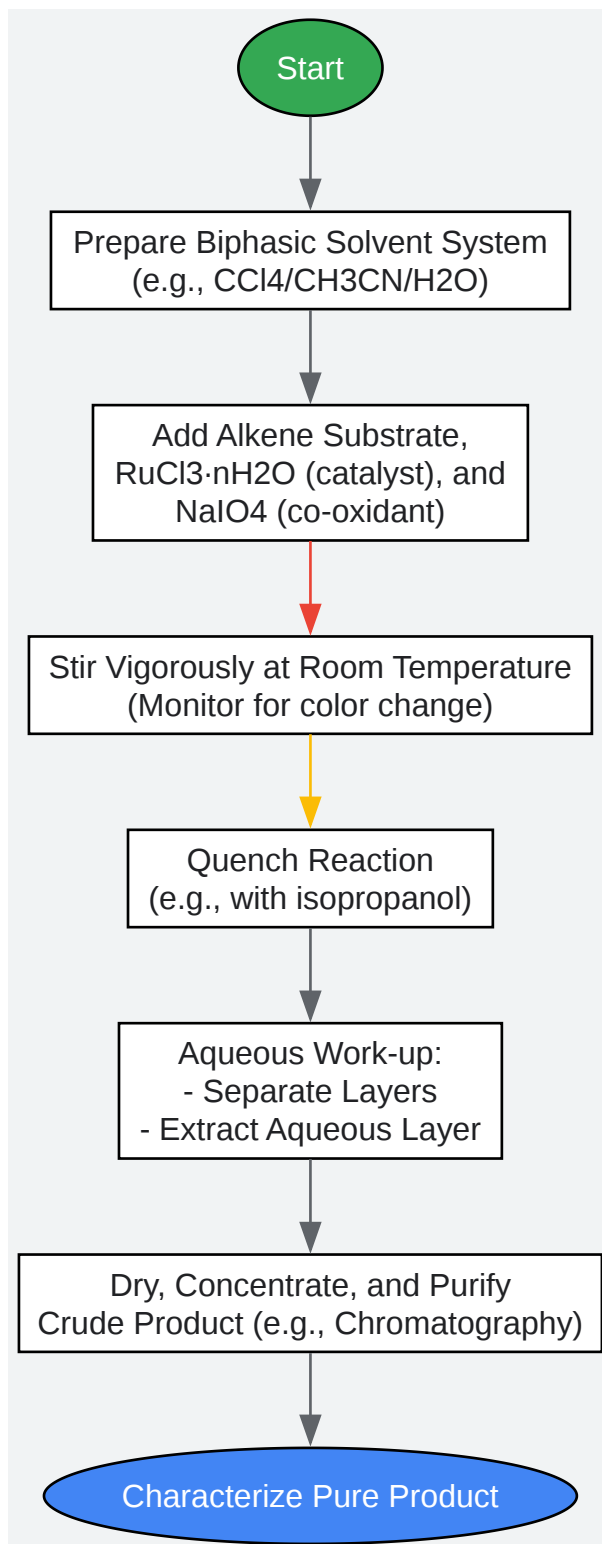 Start
Prepare Biphasic Solvent System
(e.g., CCl4/CH3CN/H2O)
Add Alkene Substrate,
RuCl3·nH2O (catalyst), and
NaIO4 (co-oxidant)
Stir Vigorously at Room Temperature
(Monitor for color change)
Quench Reaction
(e.g., with isopropanol)
Aqueous Work-up:
- Separate Layers
- Extract Aqueous Layer
Dry, Concentrate, and Purify
Crude Product (e.g., Chromatography)
Characterize Pure Product